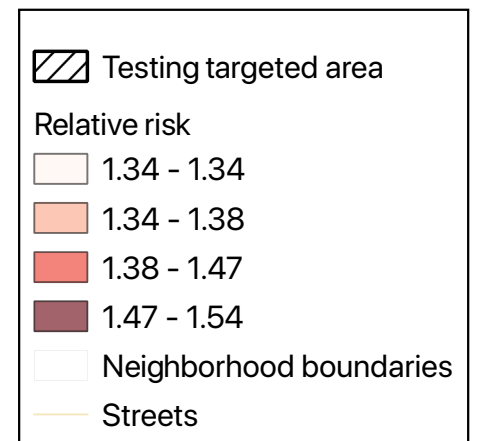 Testing targeted area
Relative risk
1.34 - 1.34
1.34 - 1.38
1.38 - 1.47
1.47 - 1.54
Neighborhood boundaries
Streets